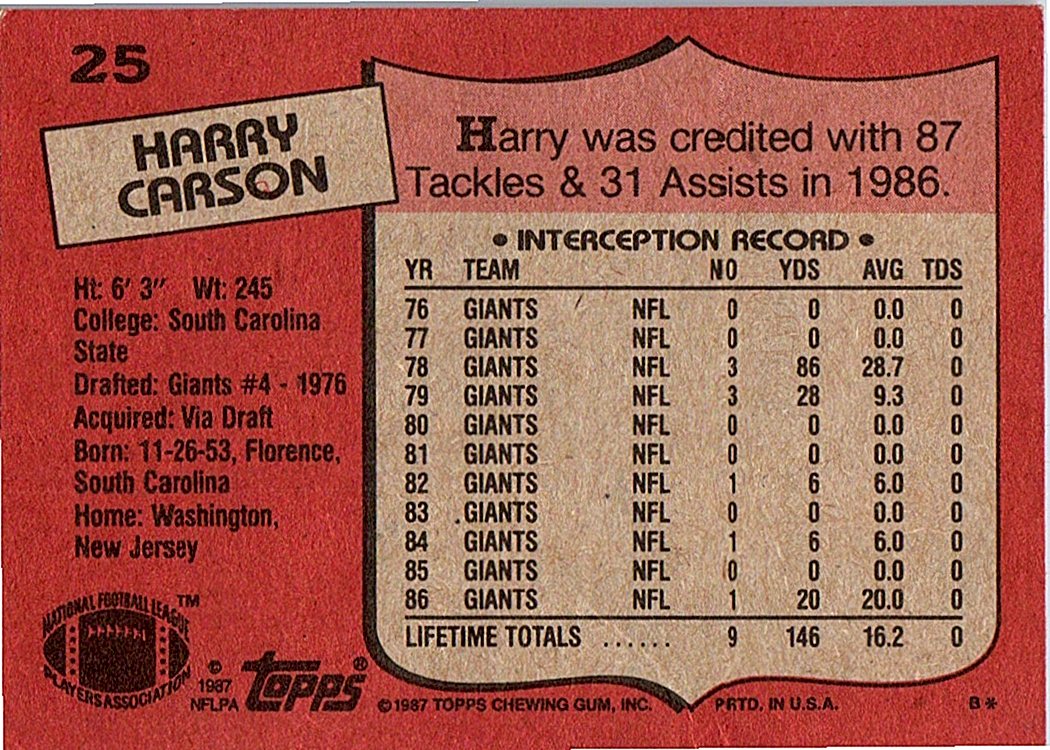 25
HARRY
CARSON
Ht: 6' 3" Wt: 245
College: South Carolina
State
Drafted: Giants #4 - 1976
Acquired: Via Draft
Born: 11-26-53, Florence,
South Carolina
Home: Washington,
New Jersey
NATIONAL FOOTBALL LEAGUE
PLAYERS ASSOCIATION
TM
©
1987
NFLPA
topps®
Harry was credited with 87
Tackles & 31 Assists in 1986.
• INTERCEPTION RECORD •
YR TEAM NO YDS AVG TDS
76 GIANTS NFL 0 0 0.0 0
77 GIANTS NFL 0 0 0.0 0
78 GIANTS NFL 3 86 28.7 0
79 GIANTS NFL 3 28 9.3 0
80 GIANTS NFL 0 0 0.0 0
81 GIANTS NFL 0 0 0.0 0
82 GIANTS NFL 1 6 6.0 0
83 GIANTS NFL 0 0 0.0 0
84 GIANTS NFL 1 6 6.0 0
85 GIANTS NFL 0 0 0.0 0
86 GIANTS NFL 1 20 20.0 0
LIFETIME TOTALS ...... 9 146 16.2 0
©1987 TOPPS CHEWING GUM, INC. PRTD. IN U.S.A. B*